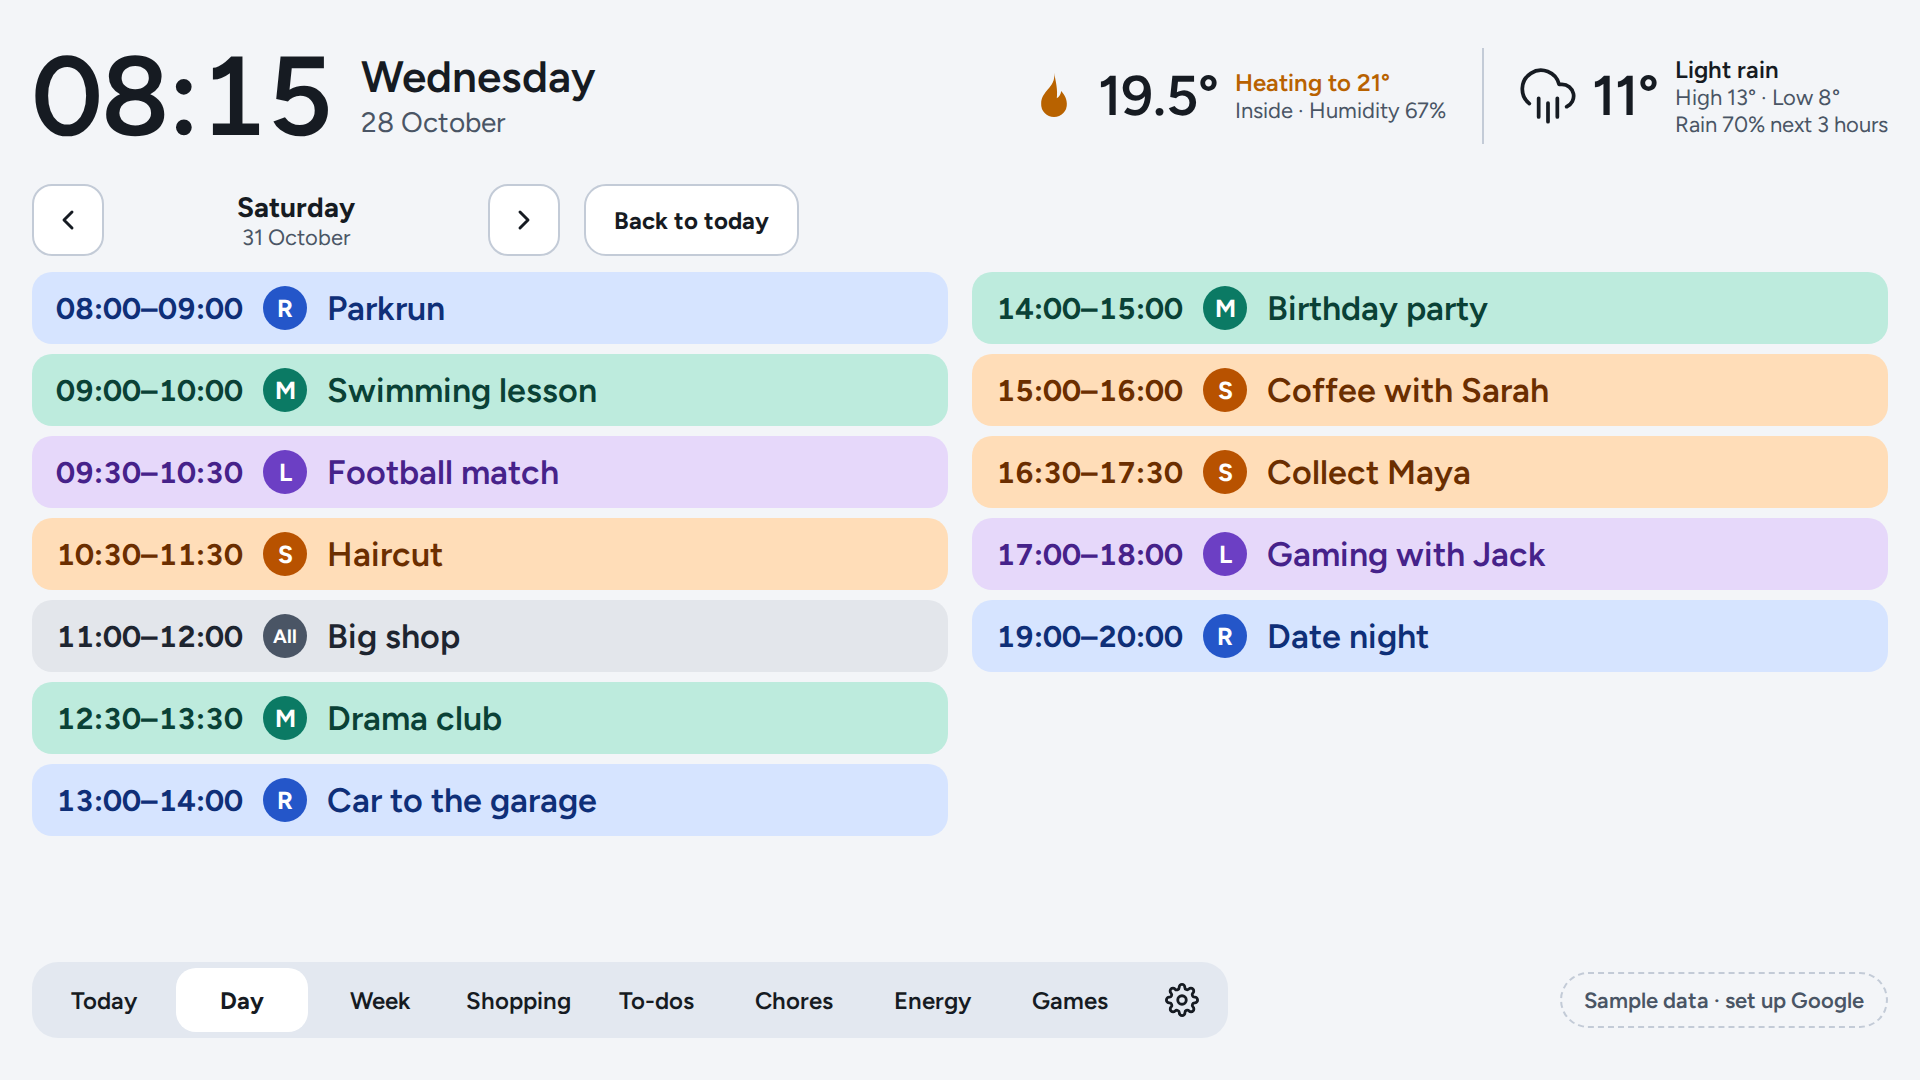 08:15
Wednesday
28 October
19.5°
Heating to 21°
Inside · Humidity 67%
11°
Light rain
High 13° · Low 8°
Rain 70% next 3 hours
Saturday
31 October
Back to today
08:00–09:00 R Parkrun
09:00–10:00 M Swimming lesson
09:30–10:30 L Football match
10:30–11:30 S Haircut
11:00–12:00 All Big shop
12:30–13:30 M Drama club
13:00–14:00 R Car to the garage
14:00–15:00 M Birthday party
15:00–16:00 S Coffee with Sarah
16:30–17:30 S Collect Maya
17:00–18:00 L Gaming with Jack
19:00–20:00 R Date night
Today Day Week Shopping To-dos Chores Energy Games
Sample data · set up Google